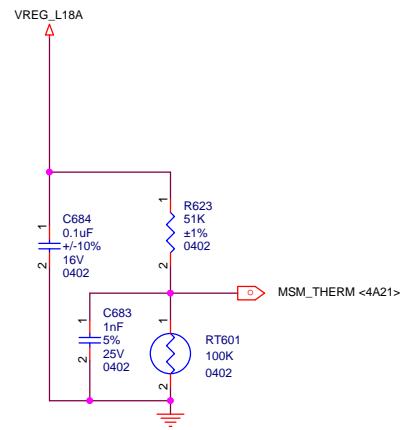 VREG_L18A
1
C684
0.1uF
+/-10%
16V
0402
2
1
R623
51K
±1%
0402
2
MSM_THERM <4A21>
1
C683
1nF
5%
25V
0402
2
1
RT601
100K
0402
2